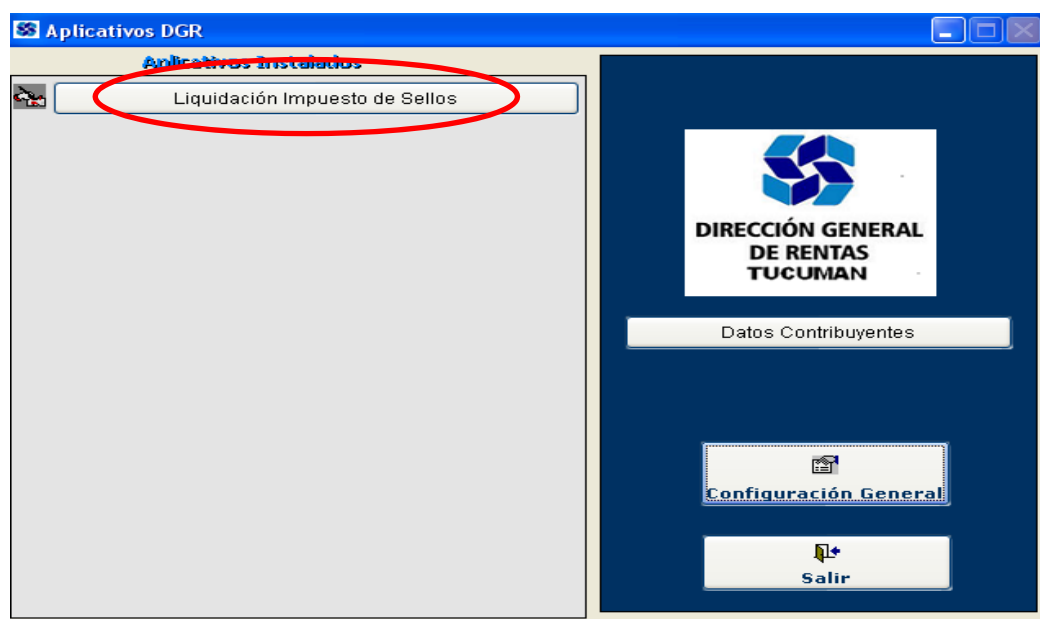 Aplicativos DGR
Aplicativos Instalados
Liquidación Impuesto de Sellos
DIRECCIÓN GENERAL
DE RENTAS
TUCUMAN
Datos Contribuyentes
Configuración General
Salir